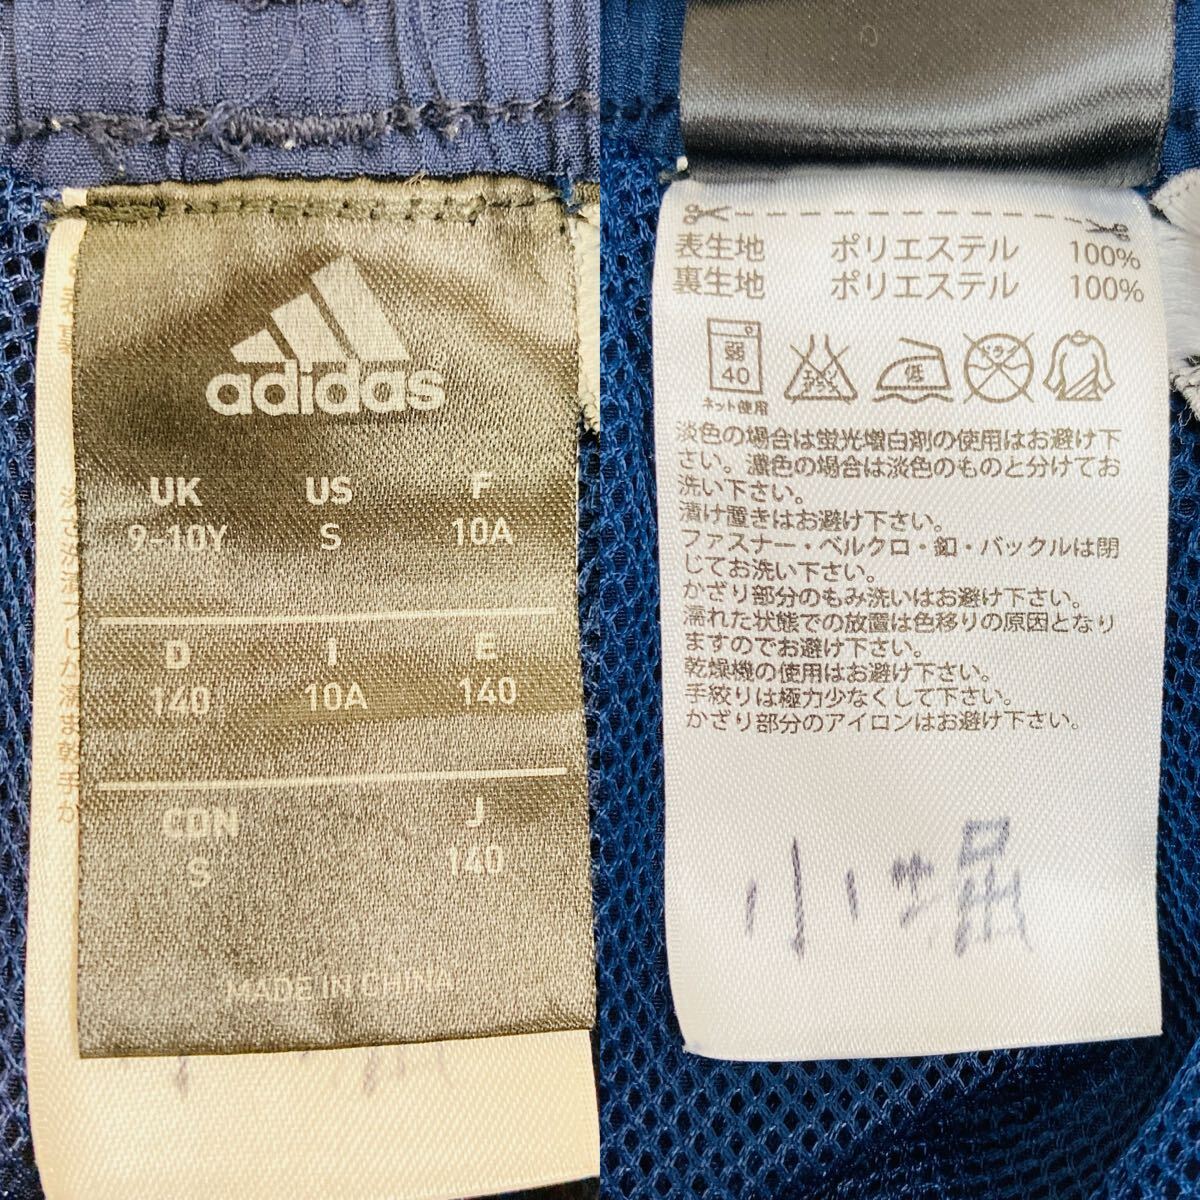 adidas
UK US F
9-10Y S 10A
D I E
140 10A 140
CDN J
S 140
MADE IN CHINA
表生地 ポリエステル 100%
裏生地 ポリエステル 100%
弱
40
ネット使用
エンソ
サラシ
低
ドライ
淡色の場合は蛍光増白剤の使用はお避け下
さい。濃色の場合は淡色のものと分けてお
洗い下さい。
漬け置きはお避け下さい。
ファスナー・ベルクロ・釦・バックルは閉
じてお洗い下さい。
かざり部分のもみ洗いはお避け下さい。
濡れた状態での放置は色移りの原因となり
ますのでお避け下さい。
乾燥機の使用はお避け下さい。
手絞りは極力少なくして下さい。
かざり部分のアイロンはお避け下さい。
小堀